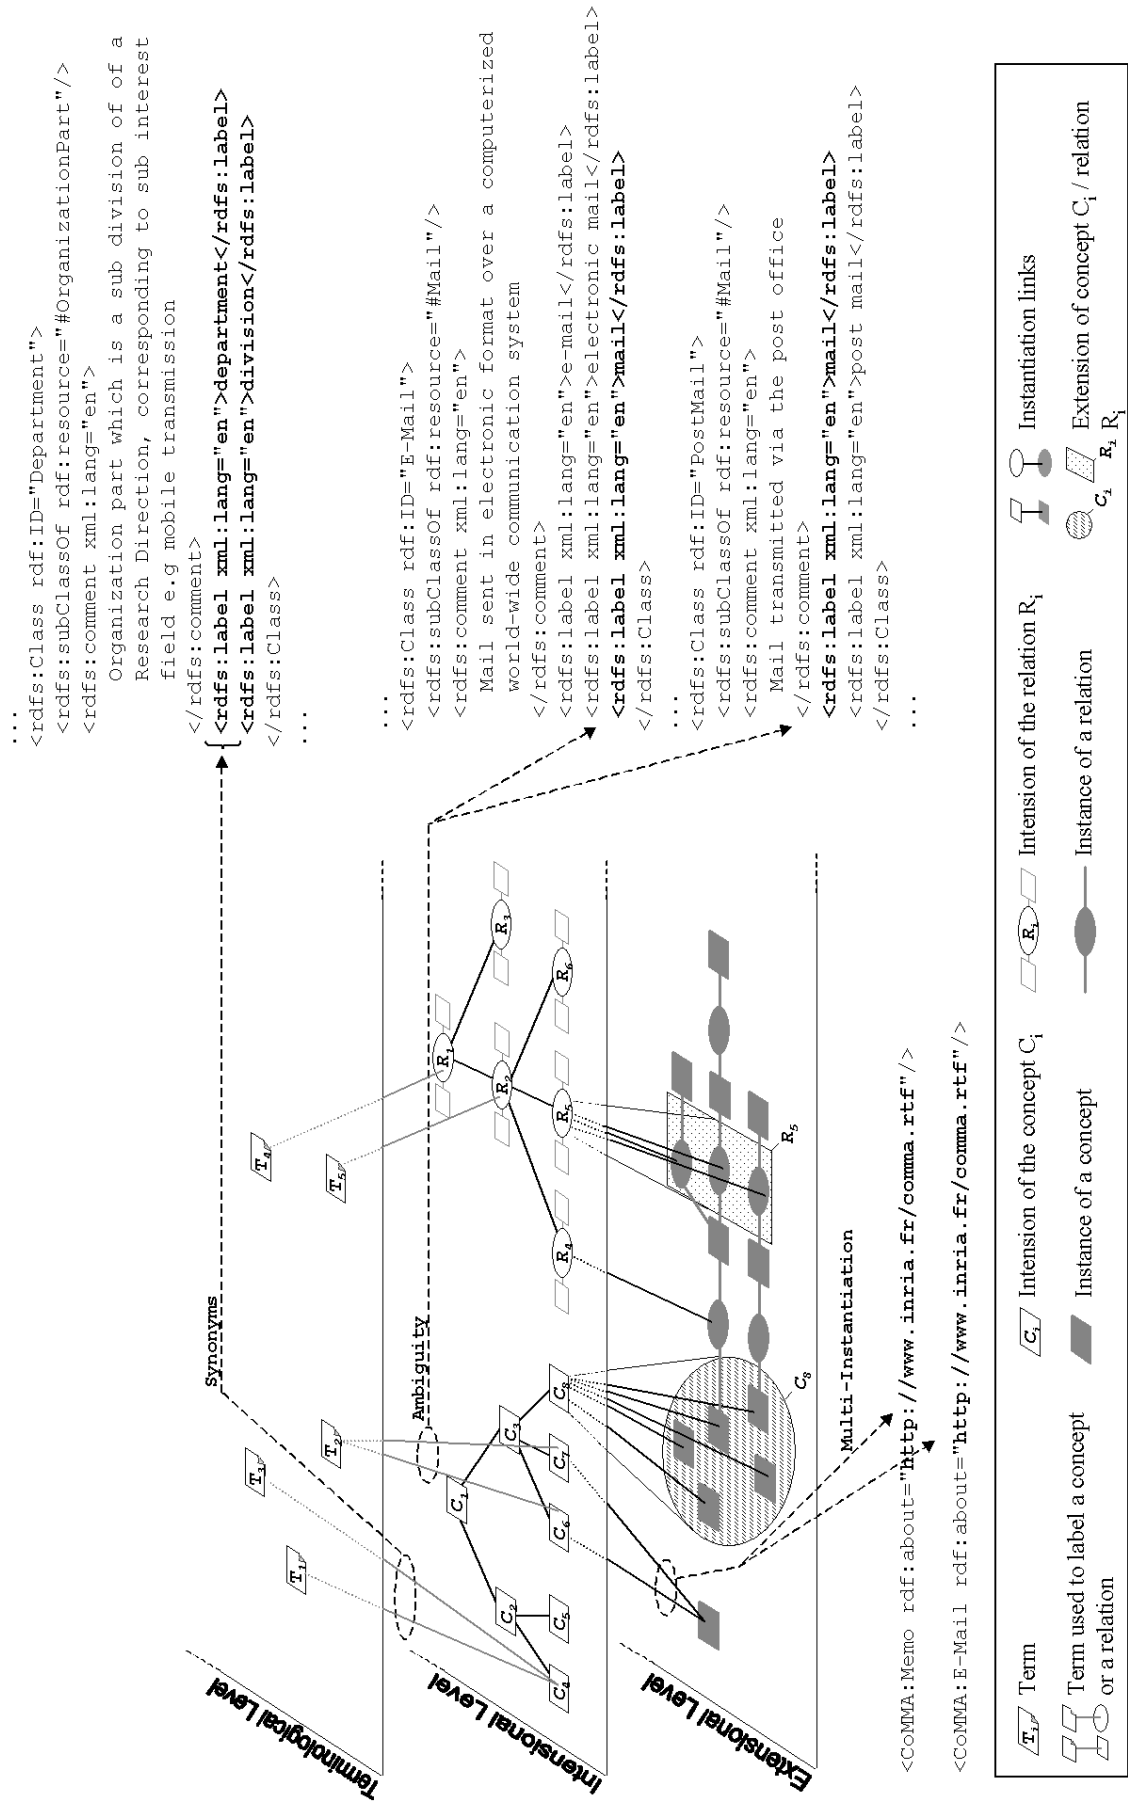 ...
<rdfs:Class rdf:ID="Department">
<rdfs:subClassOf rdf:resource="#OrganizationPart"/>
<rdfs:comment xml:lang="en">
Organization part which is a sub division of of a
Research Direction, corresponding to sub interest
field e.g mobile transmission
</rdfs:comment>
<rdfs:label xml:lang="en">department</rdfs:label>
<rdfs:label xml:lang="en">division</rdfs:label>
</rdfs:Class>
...
...
<rdfs:Class rdf:ID="E-Mail">
<rdfs:subClassOf rdf:resource="#Mail"/>
<rdfs:comment xml:lang="en">
Mail sent in electronic format over a computerized
world-wide communication system
</rdfs:comment>
<rdfs:label xml:lang="en">e-mail</rdfs:label>
<rdfs:label xml:lang="en">electronic mail</rdfs:label>
<rdfs:label xml:lang="en">mail</rdfs:label>
</rdfs:Class>
...
<rdfs:Class rdf:ID="PostMail">
<rdfs:subClassOf rdf:resource="#Mail"/>
<rdfs:comment xml:lang="en">
Mail transmitted via the post office
</rdfs:comment>
<rdfs:label xml:lang="en">mail</rdfs:label>
<rdfs:label xml:lang="en">post mail</rdfs:label>
</rdfs:Class>
...
Synonyms
T3
T4
T1
T2
T5
Terminological Level
Ambiguity
C1
R1
C2
C3
R2
R3
C4
C5
C6
C7
C8
R4
R5
R6
Intensional Level
C8
R5
Extensional Level
Multi-Instantiation
<CoMMA:Memo rdf:about="http://www.inria.fr/comma.rtf"/>
<CoMMA:E-Mail rdf:about="http://www.inria.fr/comma.rtf"/>
Ti Term
Ci Intension of the concept Ci
Ri Intension of the relation Ri
Instantiation links
Term used to label a concept
or a relation
Instance of a concept
Instance of a relation
Ci Ri Extension of concept Ci / relation
Ri